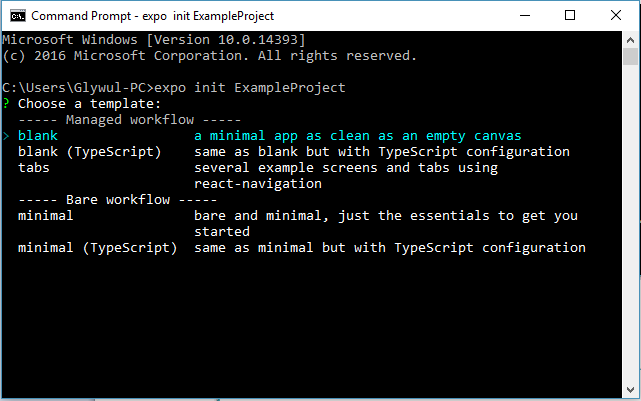 Command Prompt - expo  init ExampleProject
Microsoft Windows [Version 10.0.14393]
(c) 2016 Microsoft Corporation. All rights reserved.
C:\Users\Glywul-PC>expo init ExampleProject
? Choose a template:
----- Managed workflow -----
> blank                 a minimal app as clean as an empty canvas
blank (TypeScript)    same as blank but with TypeScript configuration
tabs                  several example screens and tabs using
react-navigation
----- Bare workflow -----
minimal               bare and minimal, just the essentials to get you
started
minimal (TypeScript)  same as minimal but with TypeScript configuration